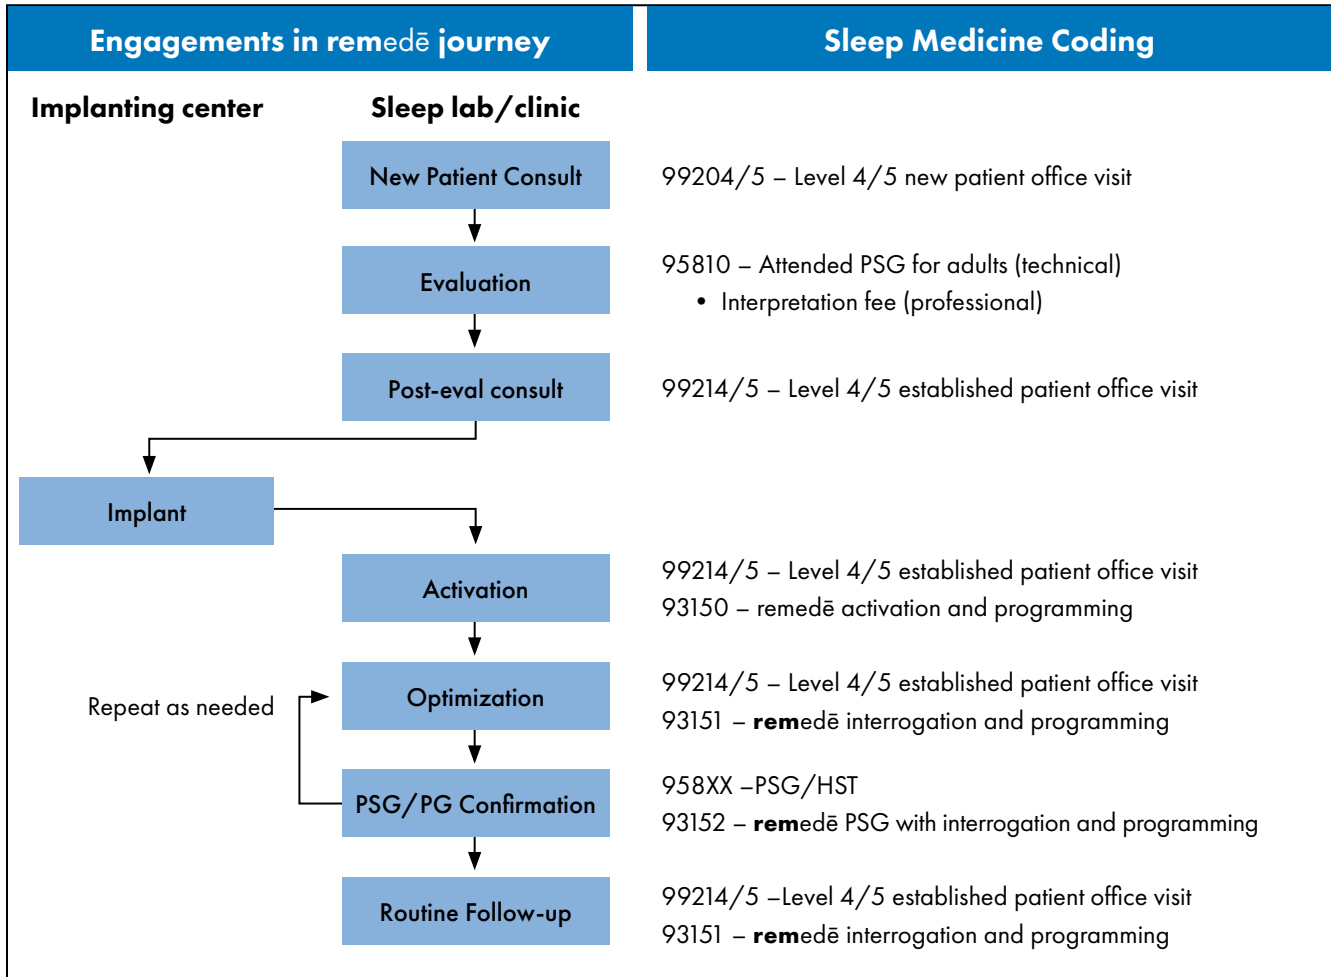 Engagements in remedē journey
Sleep Medicine Coding
Implanting center
Sleep lab/clinic
New Patient Consult
99204/5 – Level 4/5 new patient office visit
Evaluation
95810 – Attended PSG for adults (technical)
• Interpretation fee (professional)
Post-eval consult
99214/5 – Level 4/5 established patient office visit
Implant
Activation
99214/5 – Level 4/5 established patient office visit
93150 – remedē activation and programming
Repeat as needed
Optimization
99214/5 – Level 4/5 established patient office visit
93151 – remedē interrogation and programming
PSG/PG Confirmation
958XX –PSG/HST
93152 – remedē PSG with interrogation and programming
Routine Follow-up
99214/5 –Level 4/5 established patient office visit
93151 – remedē interrogation and programming